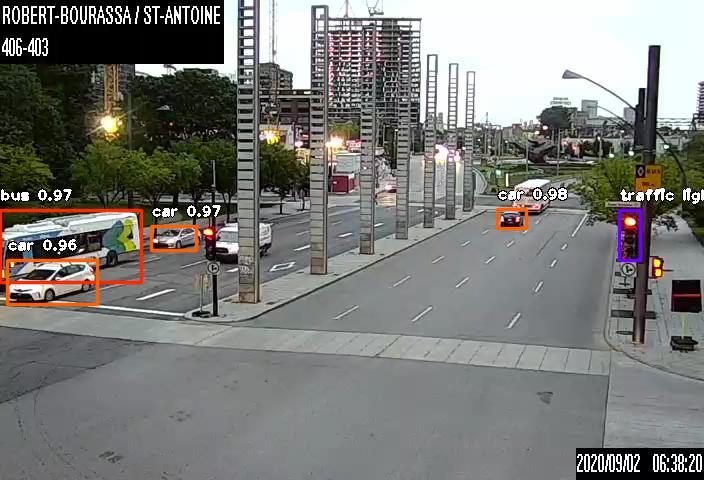 ROBERT-BOURASSA / ST-ANTOINE
406-403
car 0.98
bus 0.97
traffic ligh
car 0.97
car 0.96
2020/09/02 06:38:20